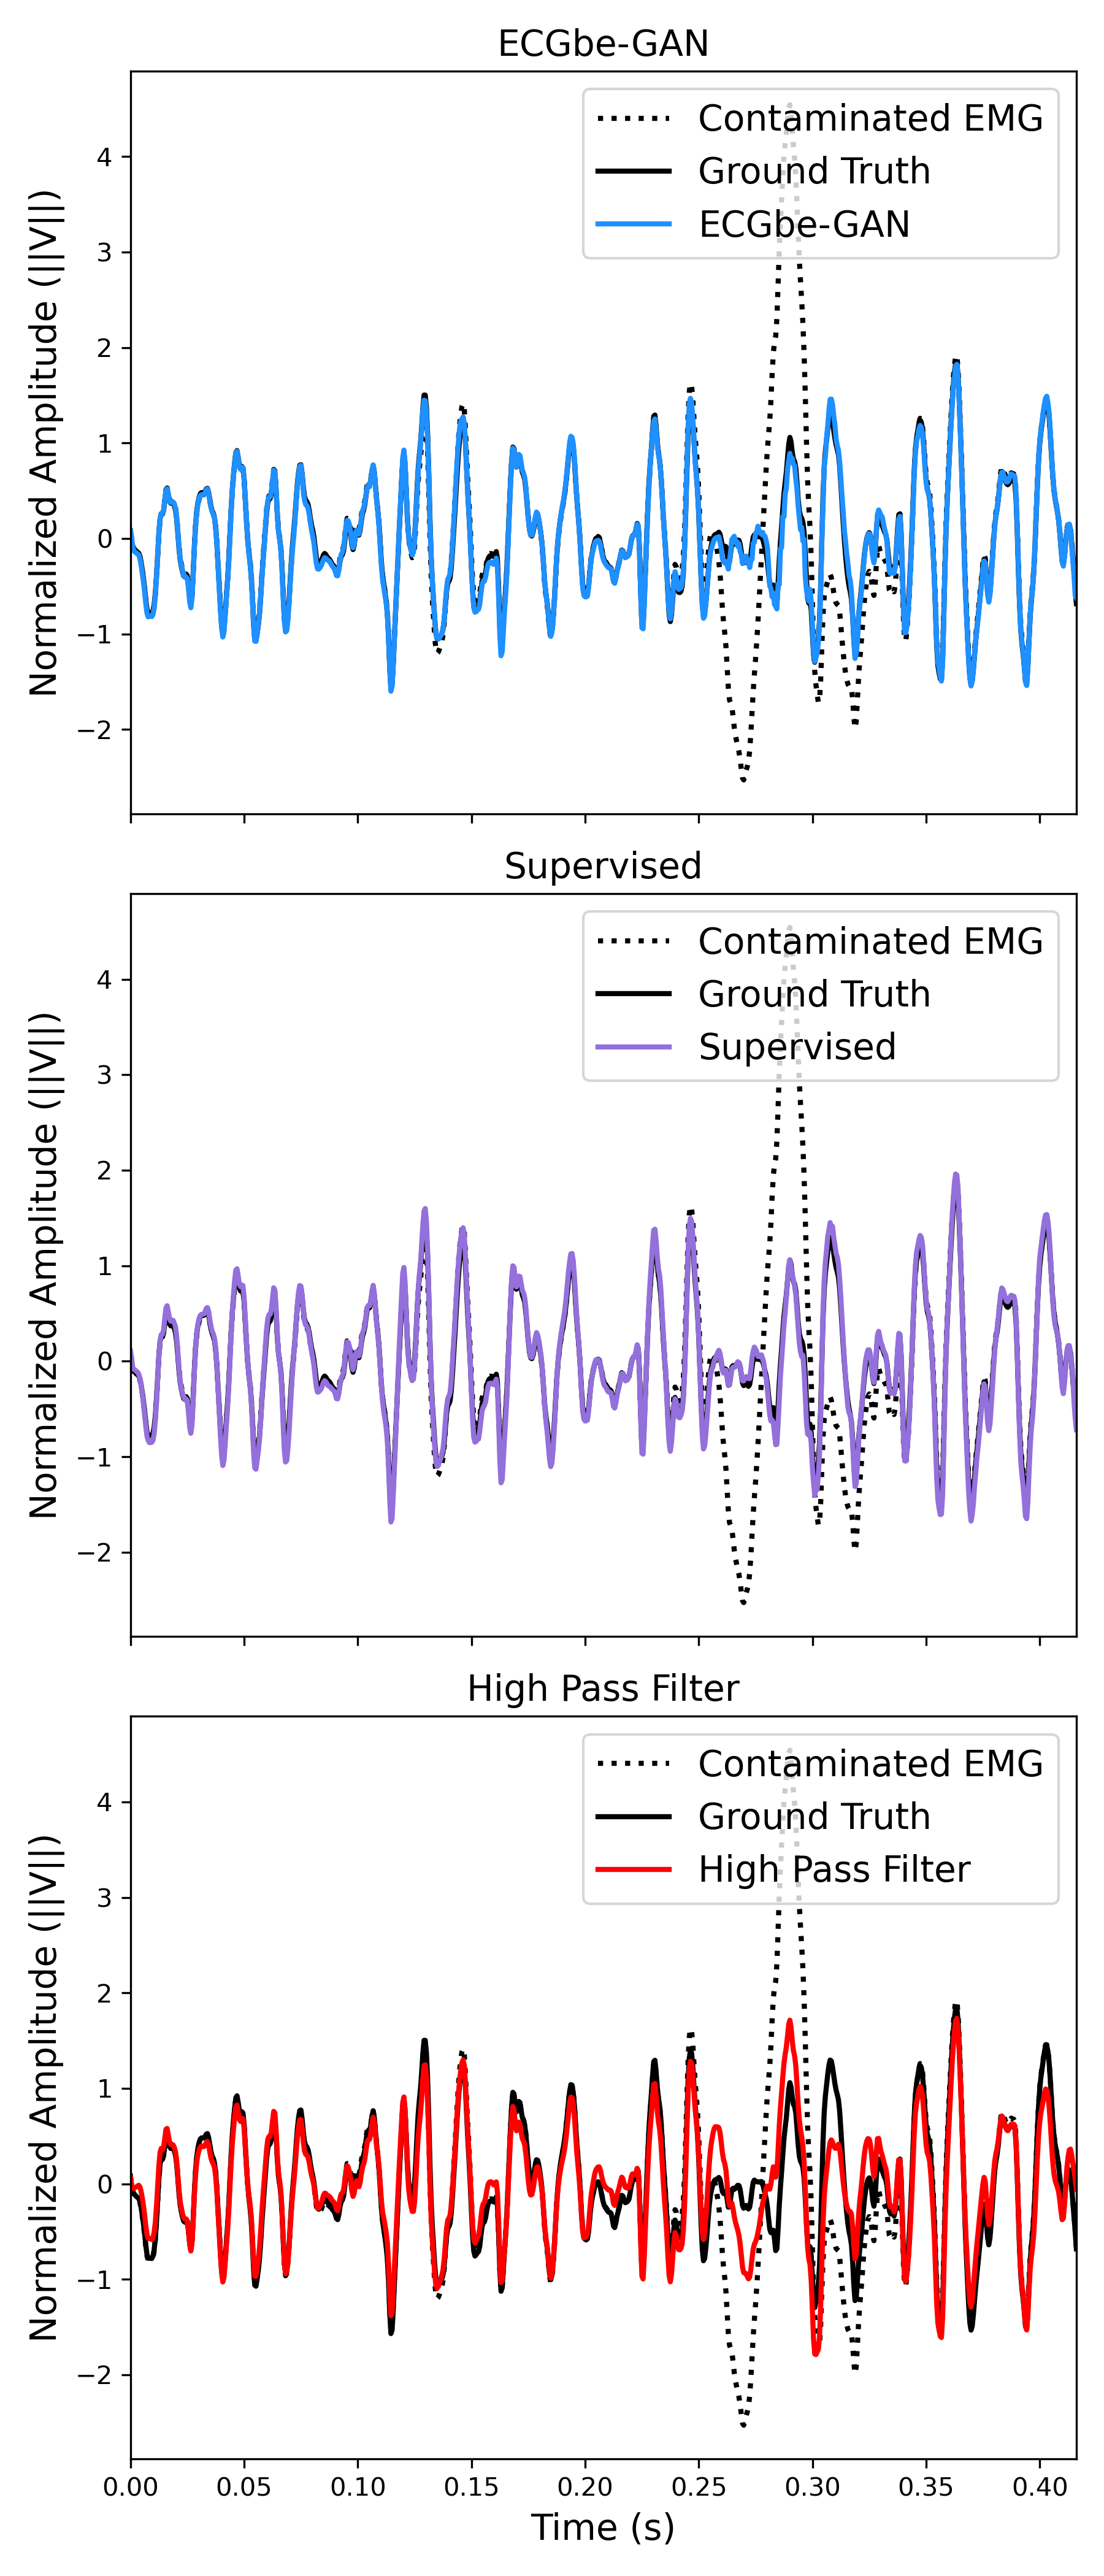 ECGbe-GAN
Normalized Amplitude (||V||)
4
3
2
1
0
−1
−2
Contaminated EMG
Ground Truth
ECGbe-GAN
Supervised
Normalized Amplitude (||V||)
4
3
2
1
0
−1
−2
Contaminated EMG
Ground Truth
Supervised
High Pass Filter
Normalized Amplitude (||V||)
4
3
2
1
0
−1
−2
Contaminated EMG
Ground Truth
High Pass Filter
0.00 0.05 0.10 0.15 0.20 0.25 0.30 0.35 0.40
Time (s)